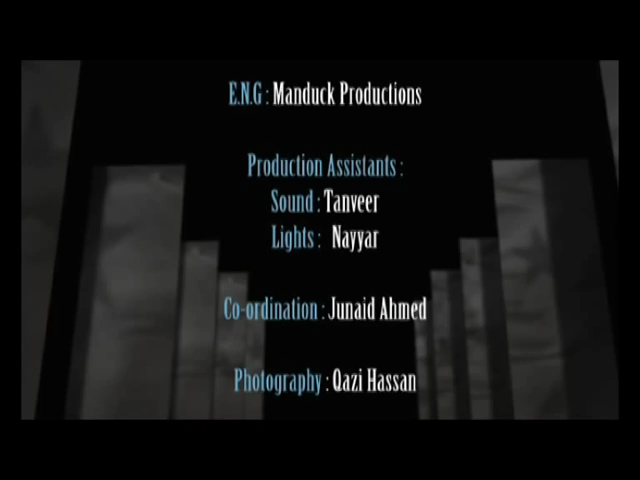 E.N.G : Manduck Productions
Production Assistants :
Sound : Tanveer
Lights : Nayyar
Co-ordination : Junaid Ahmed
Photography : Qazi Hassan